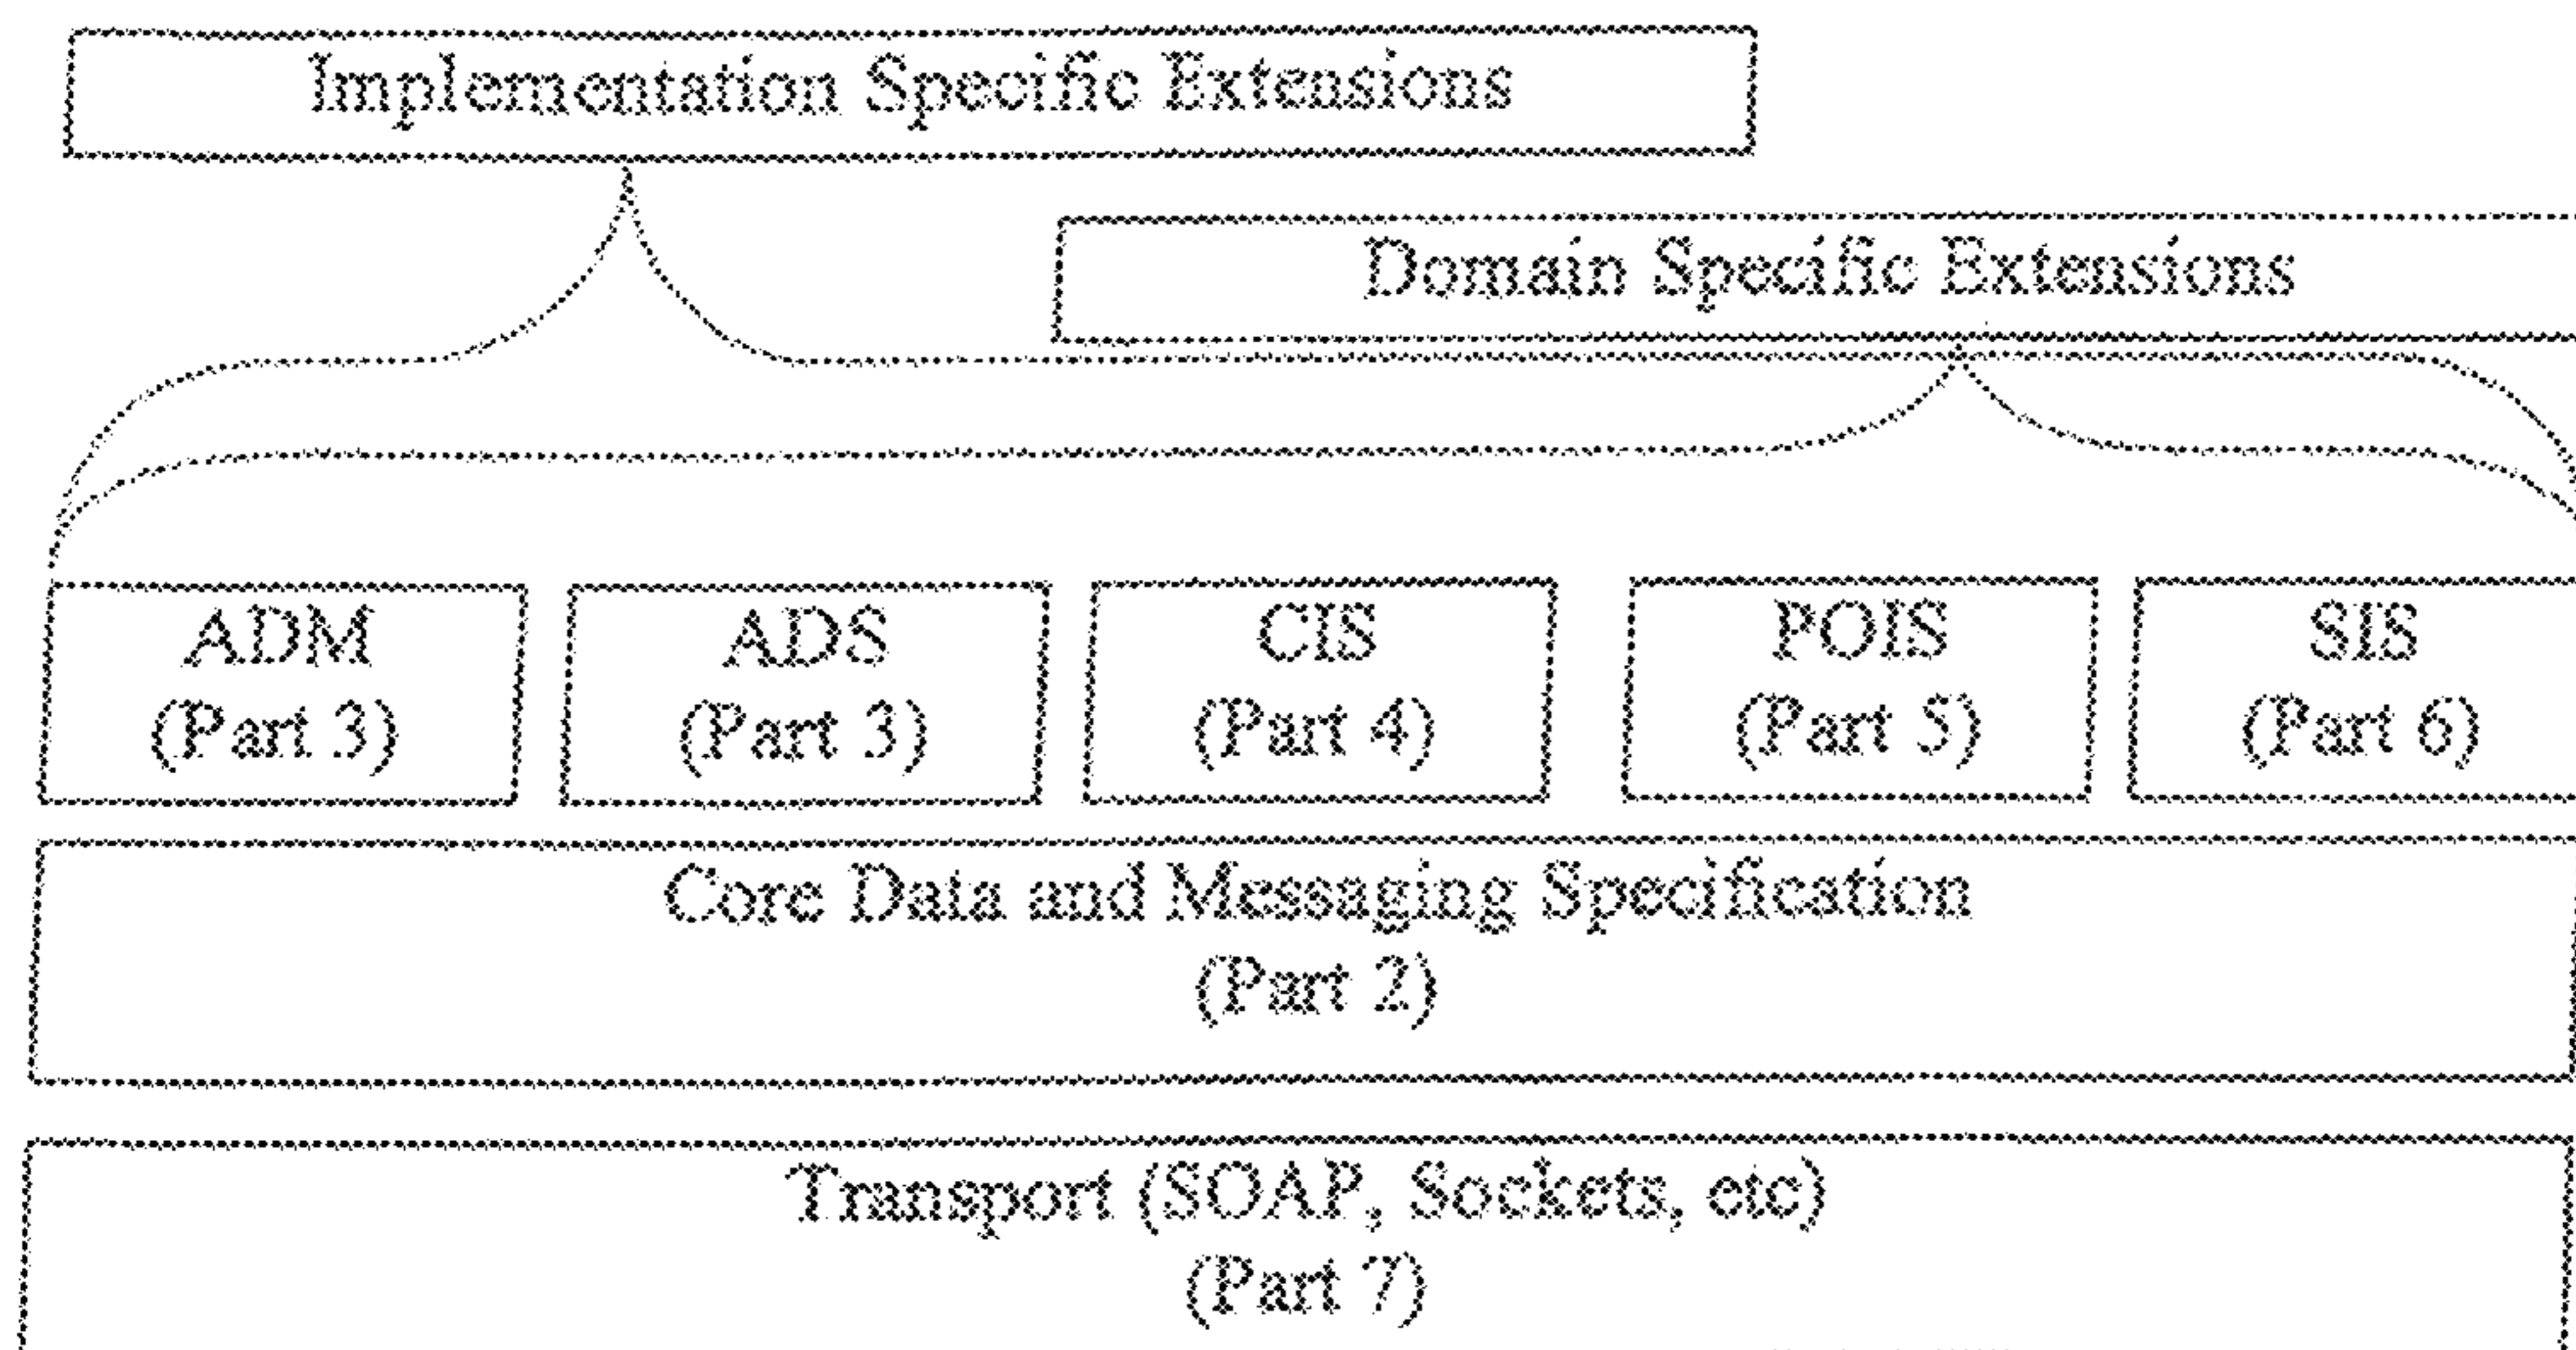 Implementation Specific Extensions
Domain Specific Extensions
ADM
(Part 3)
ADS
(Part 3)
CIS
(Part 4)
POIS
(Part 5)
SIS
(Part 6)
Core Data and Messaging Specification
(Part 2)
Transport (SOAP, Sockets, etc)
(Part 7)